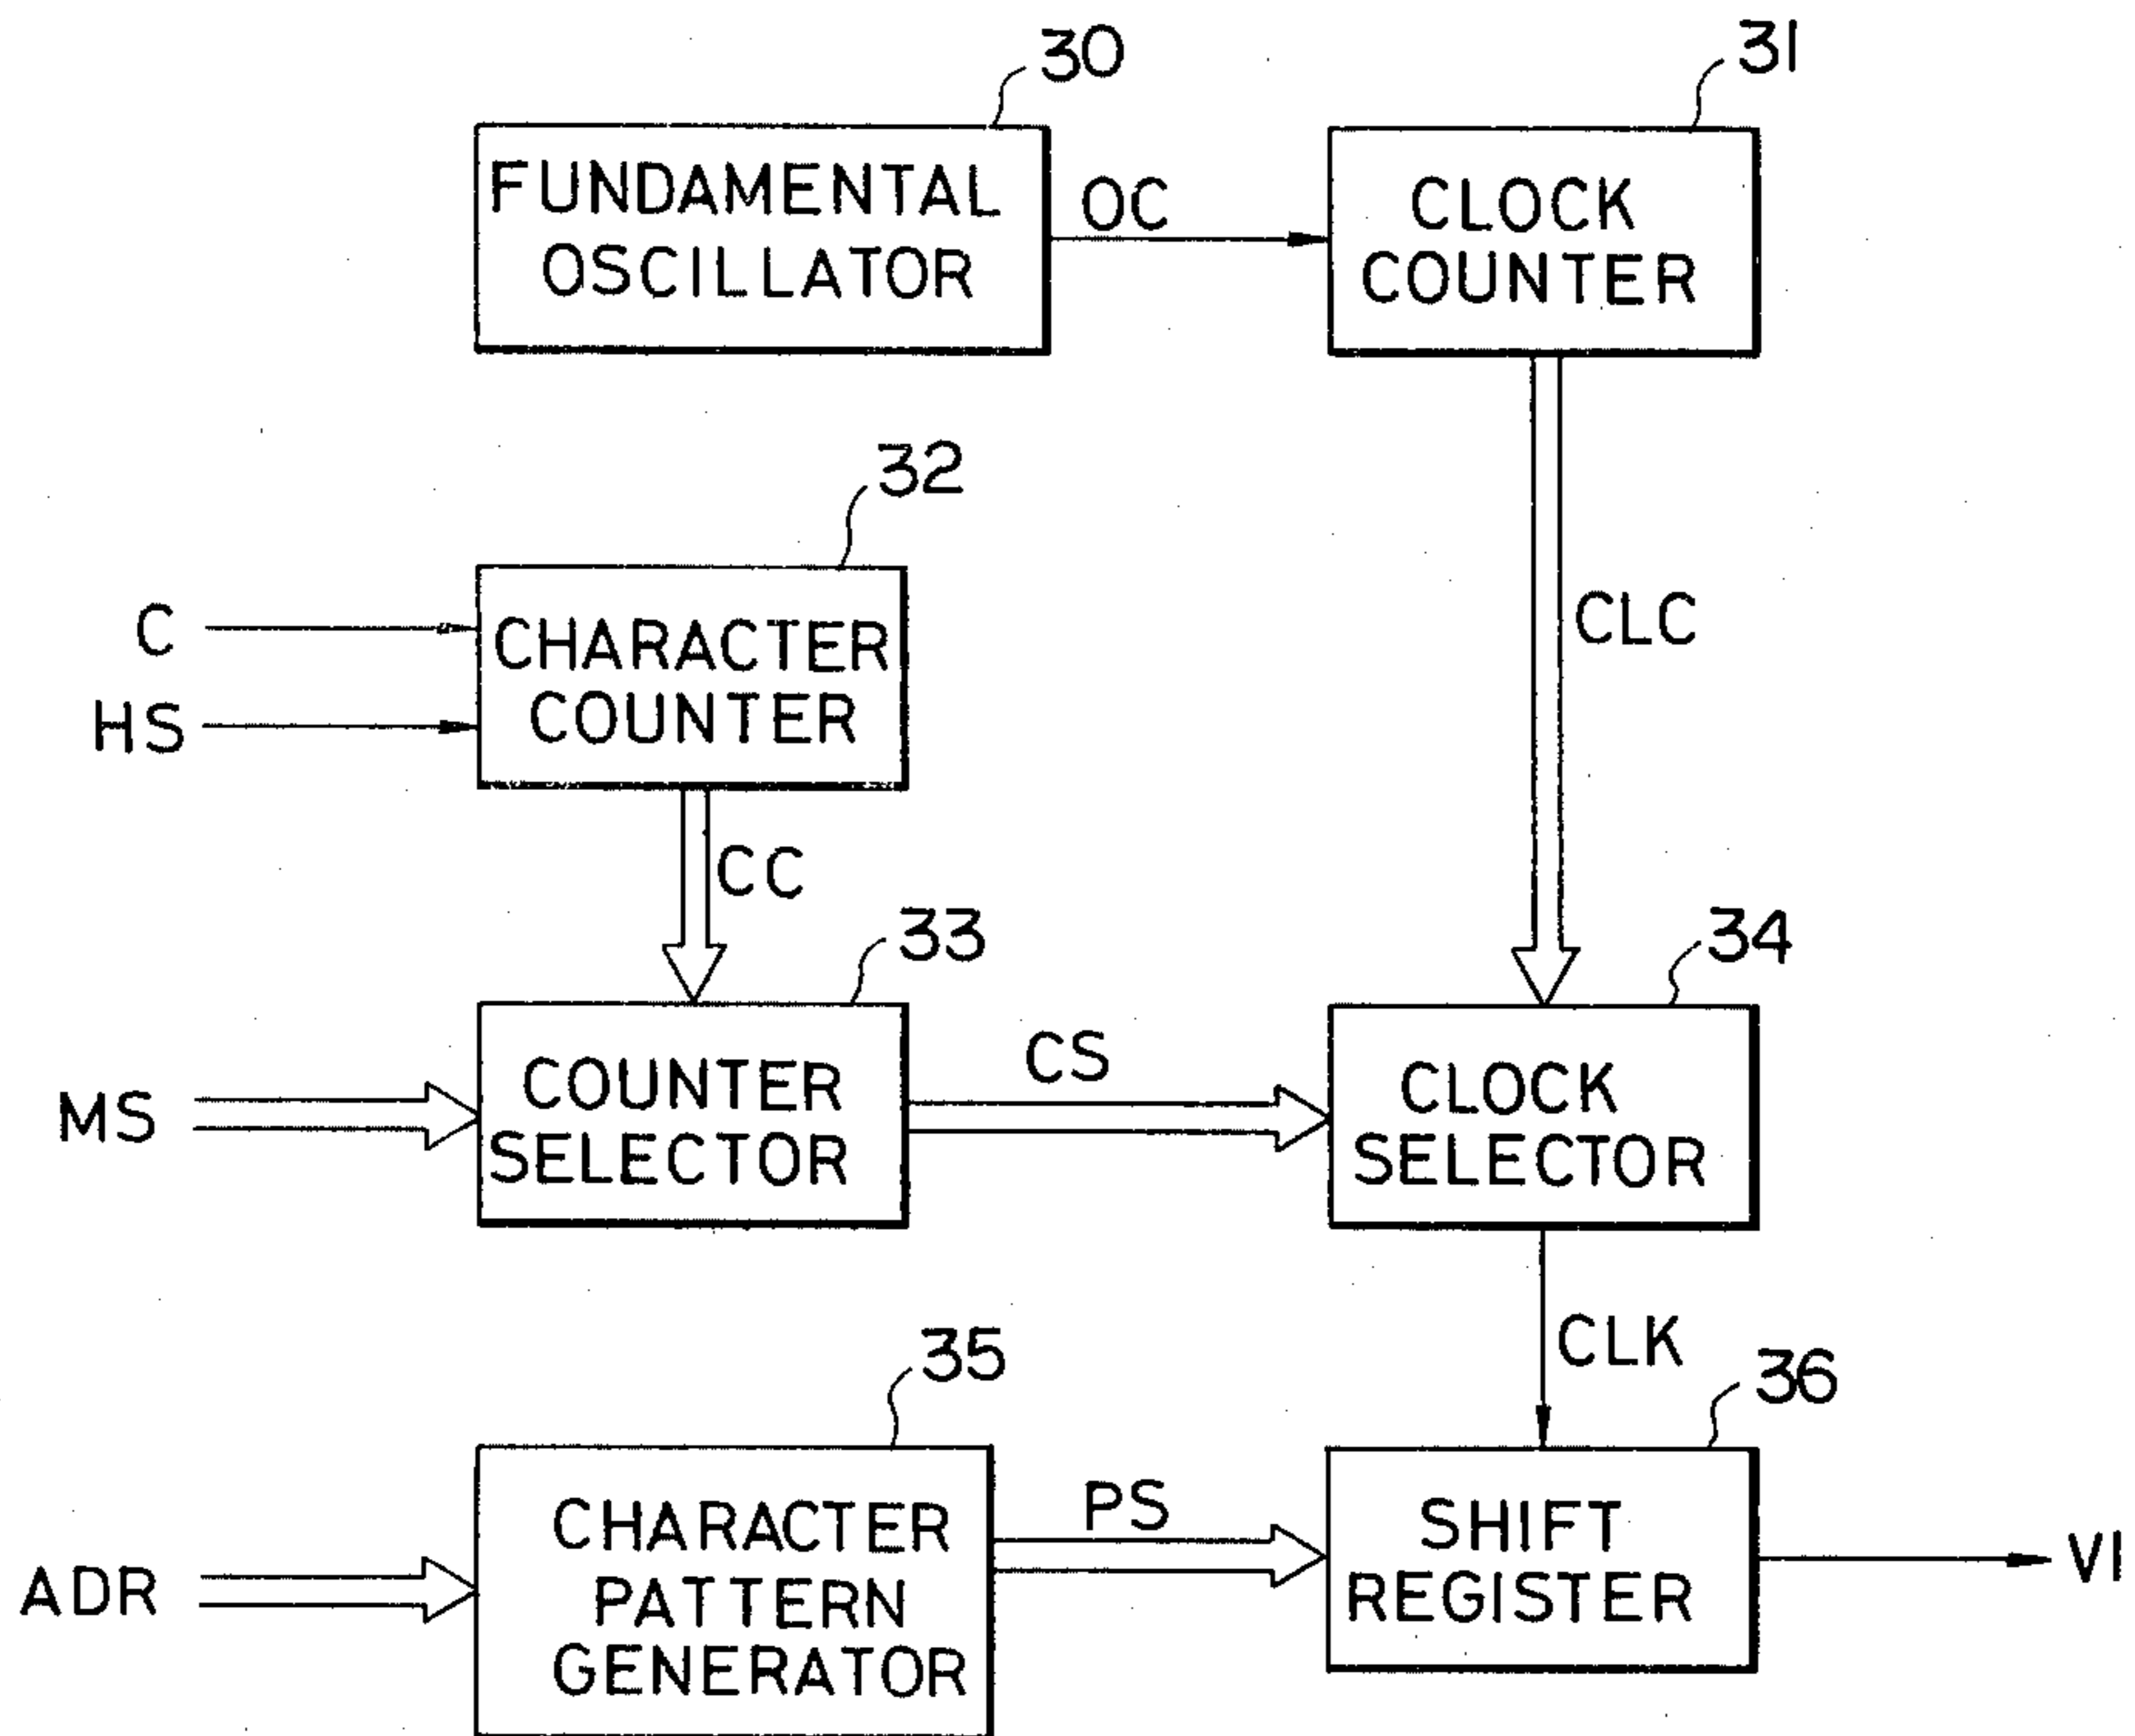 30
31
FUNDAMENTAL
OSCILLATOR
OC
CLOCK
COUNTER
32
C
HS
CHARACTER
COUNTER
CLC
CC
33
34
MS
COUNTER
SELECTOR
CS
CLOCK
SELECTOR
CLK
35
36
ADR
CHARACTER
PATTERN
GENERATOR
PS
SHIFT
REGISTER
VI